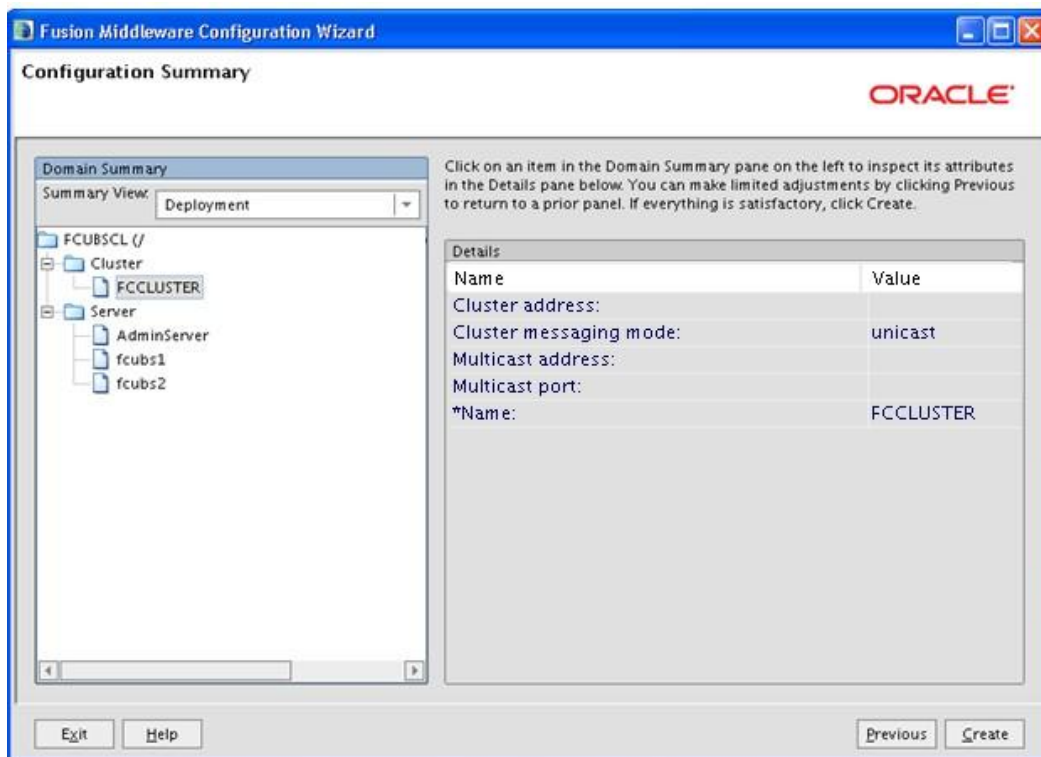 Fusion Middleware Configuration Wizard
Configuration Summary
ORACLE
Domain Summary
Summary View:
Deployment
FCUBSCL (/
Cluster
FCCLUSTER
Server
AdminServer
fcubs1
fcubs2
Click on an item in the Domain Summary pane on the left to inspect its attributes
in the Details pane below. You can make limited adjustments by clicking Previous
to return to a prior panel. If everything is satisfactory, click Create.
Details
Name Value
Cluster address:
Cluster messaging mode: unicast
Multicast address:
Multicast port:
*Name: FCCLUSTER
Exit Help Previous Create